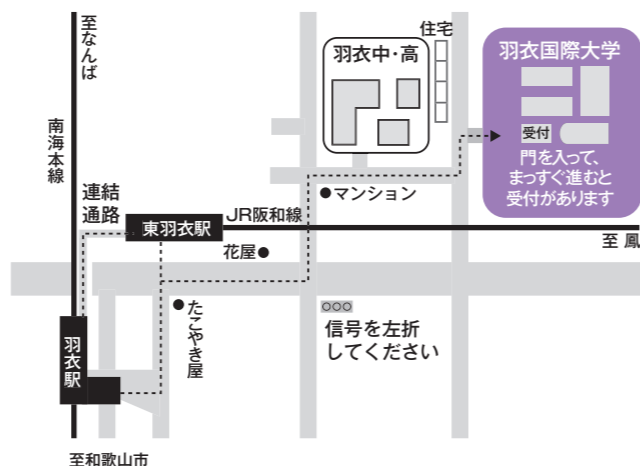 至なんば
南海本線
連結
通路
東羽衣駅
JR阪和線
至 鳳
花屋
たこやき屋
羽衣駅
至和歌山市
マンション
信号を左折
してください
羽衣中・高
住宅
羽衣国際大学
受付
門を入って、
まっすぐ進むと
受付があります